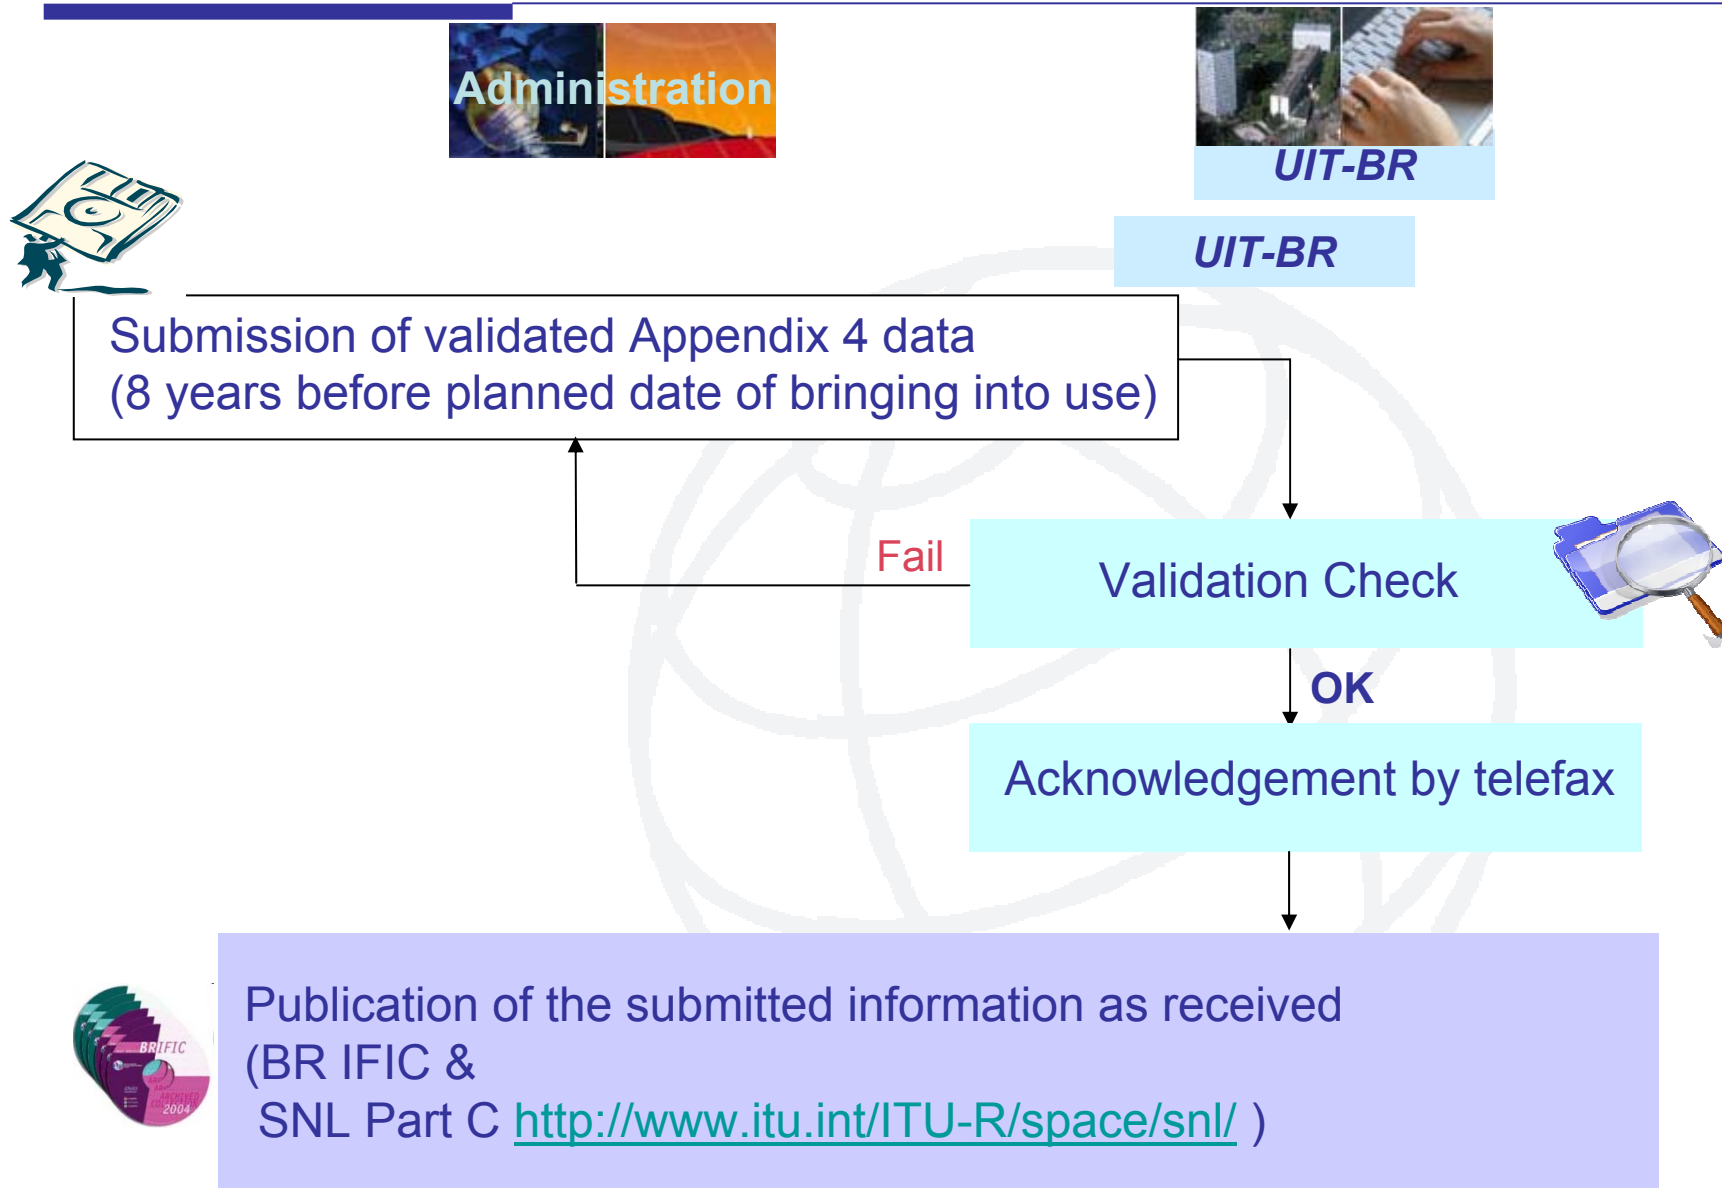 Administration
UIT-BR
UIT-BR
Submission of validated Appendix 4 data
(8 years before planned date of bringing into use)
Fail
Validation Check
OK
Acknowledgement by telefax
Publication of the submitted information as received
(BR IFIC &
SNL Part C http://www.itu.int/ITU-R/space/snl/ )
BRIFIC
ARCHIVED
2004